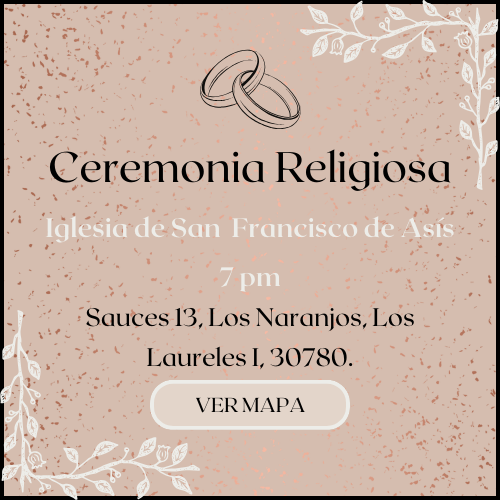 Ceremonia Religiosa
Iglesia de San Francisco de Asís
7 pm
Sauces 13, Los Naranjos, Los
Laureles I, 30780.
VER MAPA